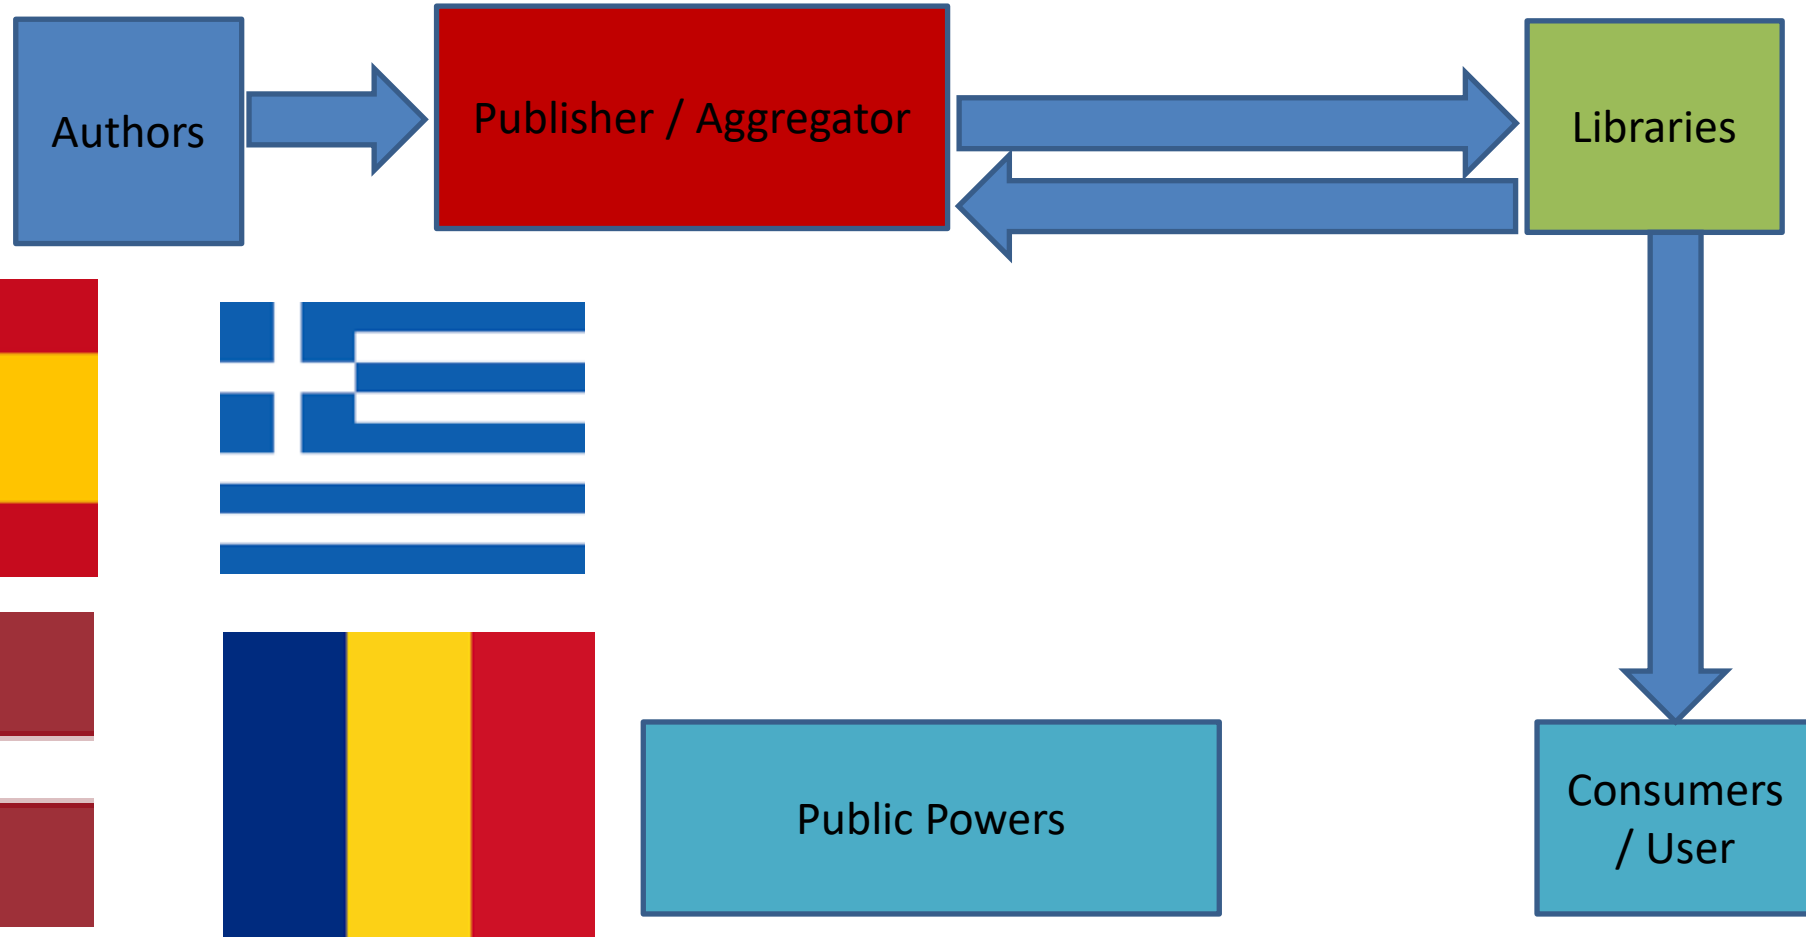 Authors
Publisher / Aggregator
Libraries
Public Powers
Consumers
/ User